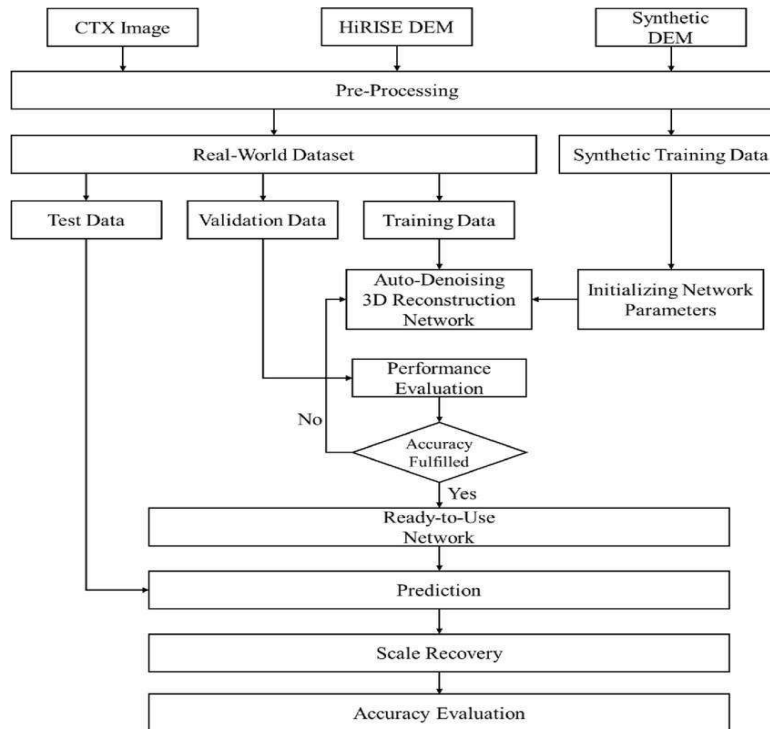 CTX Image
HiRISE DEM
Synthetic
DEM
Pre-Processing
Real-World Dataset
Synthetic Training Data
Test Data
Validation Data
Training Data
Auto-Denoising
3D Reconstruction
Network
Initializing Network
Parameters
Performance
Evaluation
No
Accuracy
Fulfilled
Yes
Ready-to-Use
Network
Prediction
Scale Recovery
Accuracy Evaluation